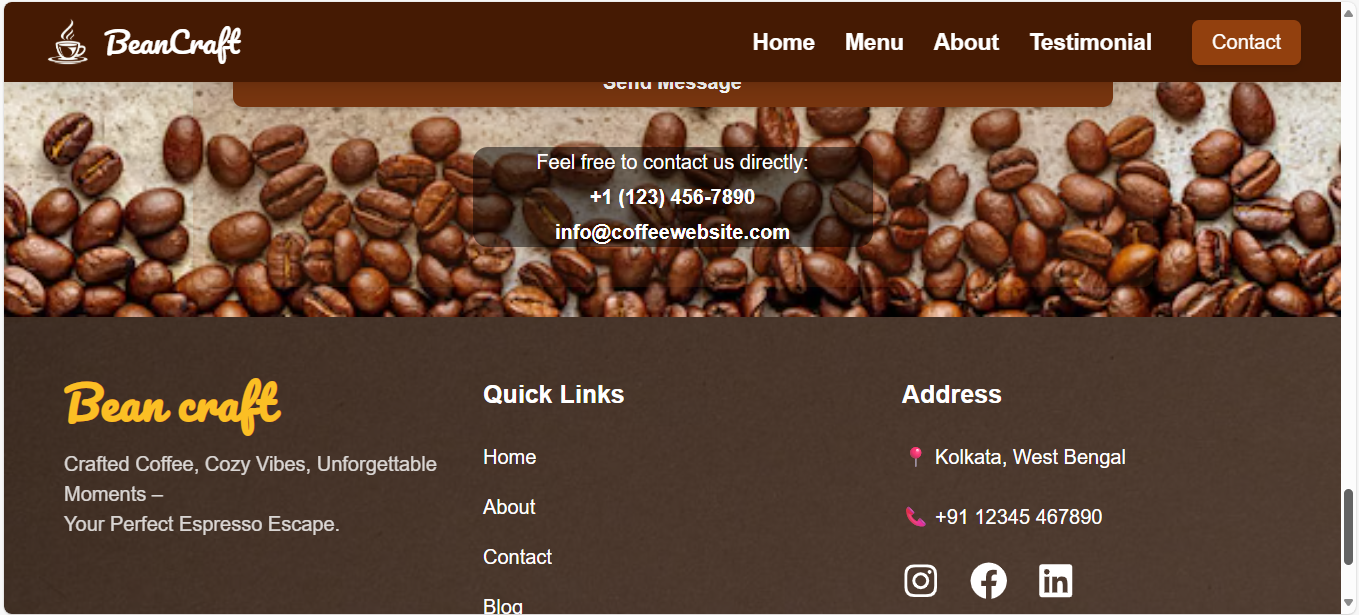 BeanCraft
Home Menu About Testimonial Contact
Send Message
Feel free to contact us directly:
+1 (123) 456-7890
info@coffeewebsite.com
Bean craft
Crafted Coffee, Cozy Vibes, Unforgettable
Moments –
Your Perfect Espresso Escape.
Quick Links
Home
About
Contact
Blog
Address
Kolkata, West Bengal
+91 12345 467890